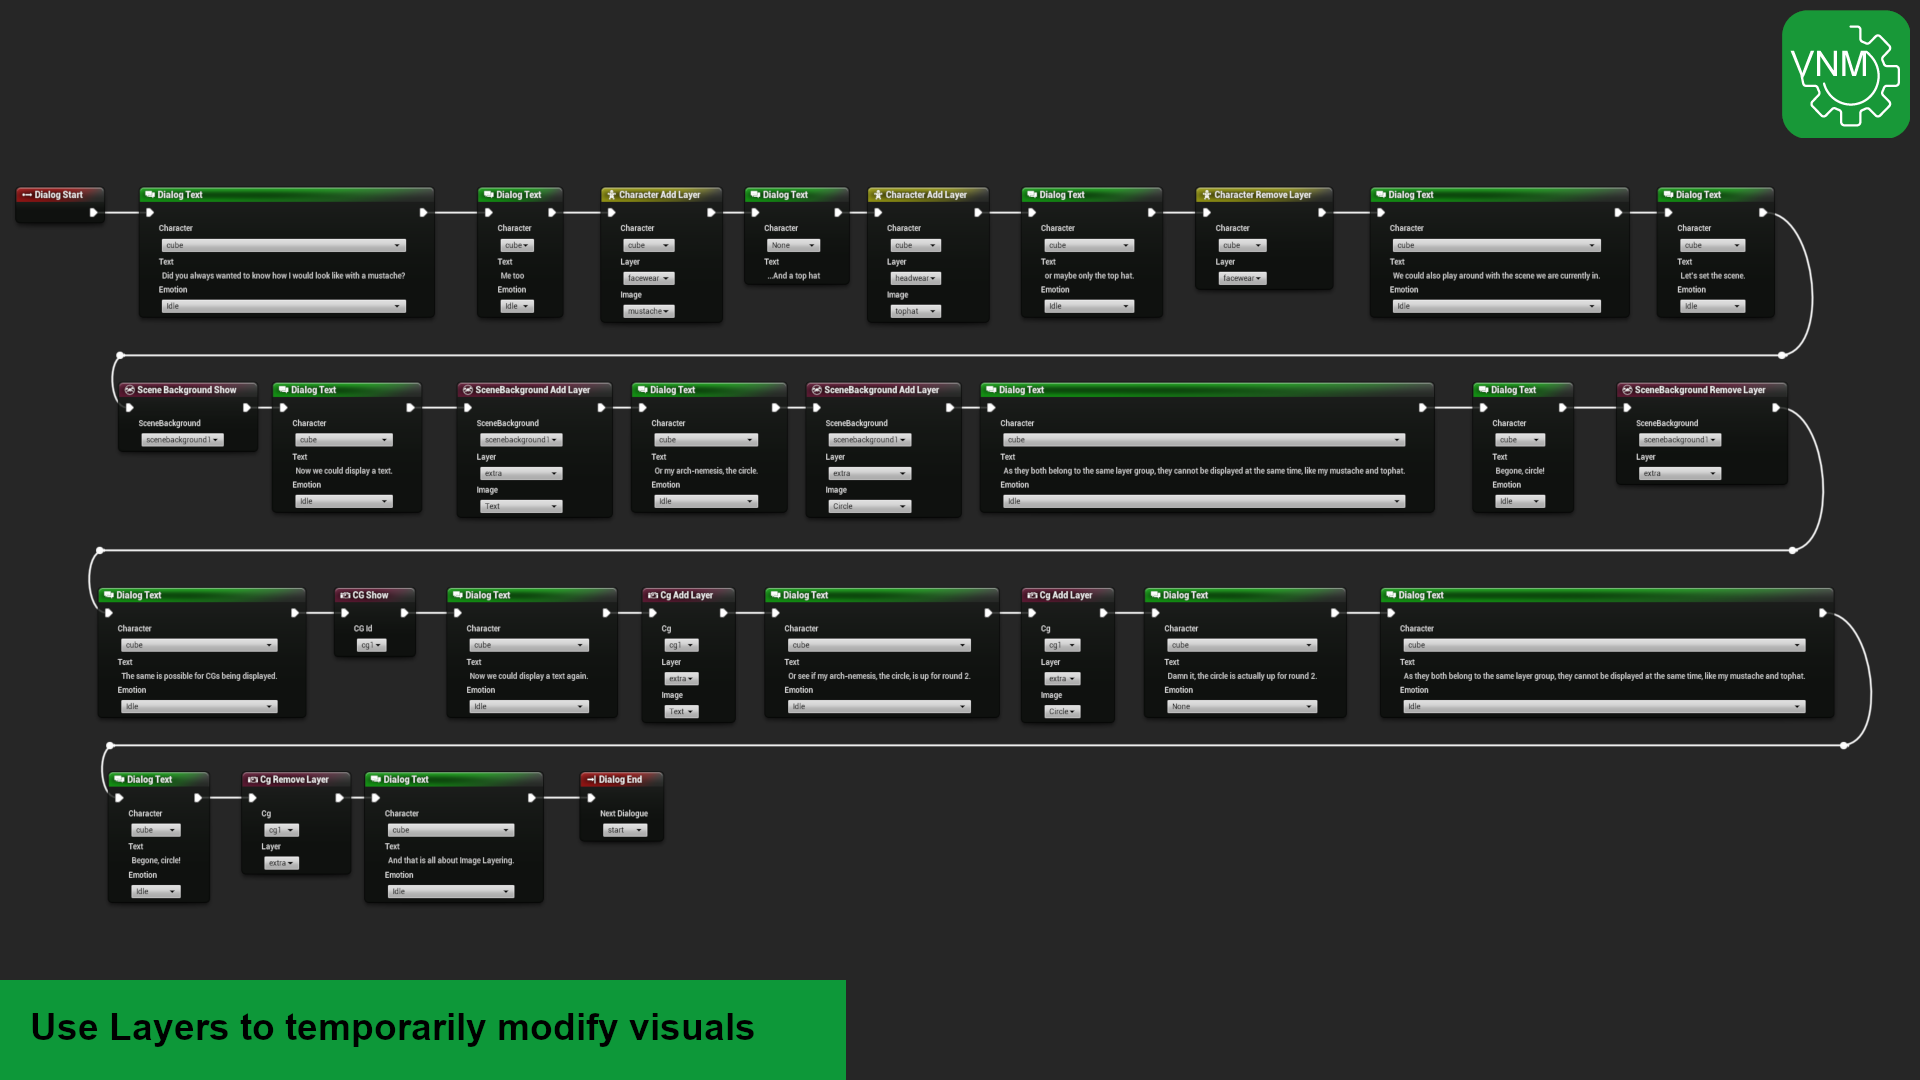 VNM
Dialog Start
Dialog Text
Character
cube
Text
Did you always wanted to know how I would look like with a mustache?
Emotion
Idle
Dialog Text
Character
cube
Text
Me too
Emotion
Idle
Character Add Layer
Character
cube
Layer
facewear
Image
mustache
Dialog Text
Character
None
Text
...And a top hat
Character Add Layer
Character
cube
Layer
headwear
Image
tophat
Dialog Text
Character
cube
Text
or maybe only the top hat.
Emotion
Idle
Character Remove Layer
Character
cube
Layer
facewear
Dialog Text
Character
cube
Text
We could also play around with the scene we are currently in.
Emotion
Idle
Dialog Text
Character
cube
Text
Let's set the scene.
Emotion
Idle
Scene Background Show
SceneBackground
scenebackground1
Dialog Text
Character
cube
Text
Now we could display a text.
Emotion
Idle
SceneBackground Add Layer
SceneBackground
scenebackground1
Layer
extra
Image
Text
Dialog Text
Character
cube
Text
Or my arch-nemesis, the circle.
Emotion
Idle
SceneBackground Add Layer
SceneBackground
scenebackground1
Layer
extra
Image
Circle
Dialog Text
Character
cube
Text
As they both belong to the same layer group, they cannot be displayed at the same time, like my mustache and tophat.
Emotion
Idle
Dialog Text
Character
cube
Text
Begone, circle!
Emotion
Idle
SceneBackground Remove Layer
SceneBackground
scenebackground1
Layer
extra
Dialog Text
Character
cube
Text
The same is possible for CGs being displayed.
Emotion
Idle
CG Show
CG Id
cg1
Dialog Text
Character
cube
Text
Now we could display a text again.
Emotion
Idle
Cg Add Layer
Cg
cg1
Layer
extra
Image
Text
Dialog Text
Character
cube
Text
Or see if my arch-nemesis, the circle, is up for round 2.
Emotion
Idle
Cg Add Layer
Cg
cg1
Layer
extra
Image
Circle
Dialog Text
Character
cube
Text
Damn it, the circle is actually up for round 2.
Emotion
None
Dialog Text
Character
cube
Text
As they both belong to the same layer group, they cannot be displayed at the same time, like my mustache and tophat.
Emotion
Idle
Dialog Text
Character
cube
Text
Begone, circle!
Emotion
Idle
Cg Remove Layer
Cg
cg1
Layer
extra
Dialog Text
Character
cube
Text
And that is all about Image Layering.
Emotion
Idle
Dialog End
Next Dialogue
start
Use Layers to temporarily modify visuals